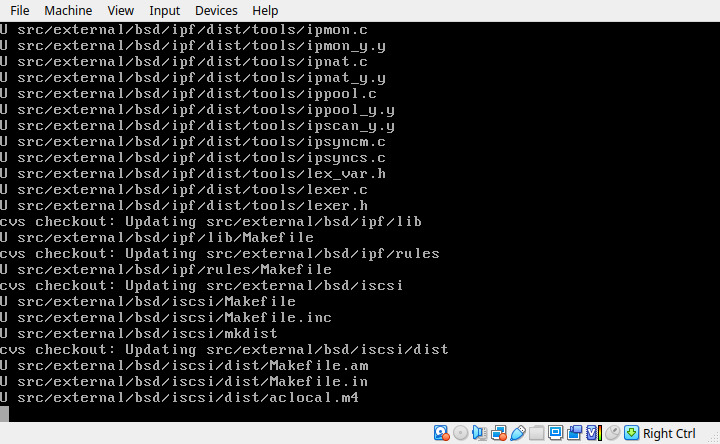 File Machine View Input Devices Help
U src/external/bsd/ipf/dist/tools/ipmon.c
U src/external/bsd/ipf/dist/tools/ipmon_y.y
U src/external/bsd/ipf/dist/tools/ipnat.c
U src/external/bsd/ipf/dist/tools/ipnat_y.y
U src/external/bsd/ipf/dist/tools/ippool.c
U src/external/bsd/ipf/dist/tools/ippool_y.y
U src/external/bsd/ipf/dist/tools/ipscan_y.y
U src/external/bsd/ipf/dist/tools/ipsyncm.c
U src/external/bsd/ipf/dist/tools/ipsyncs.c
U src/external/bsd/ipf/dist/tools/lex_var.h
U src/external/bsd/ipf/dist/tools/lexer.c
U src/external/bsd/ipf/dist/tools/lexer.h
cvs checkout: Updating src/external/bsd/ipf/lib
U src/external/bsd/ipf/lib/Makefile
cvs checkout: Updating src/external/bsd/ipf/rules
U src/external/bsd/ipf/rules/Makefile
cvs checkout: Updating src/external/bsd/iscsi
U src/external/bsd/iscsi/Makefile
U src/external/bsd/iscsi/Makefile.inc
U src/external/bsd/iscsi/mkdist
cvs checkout: Updating src/external/bsd/iscsi/dist
U src/external/bsd/iscsi/dist/Makefile.am
U src/external/bsd/iscsi/dist/Makefile.in
U src/external/bsd/iscsi/dist/aclocal.m4
Right Ctrl